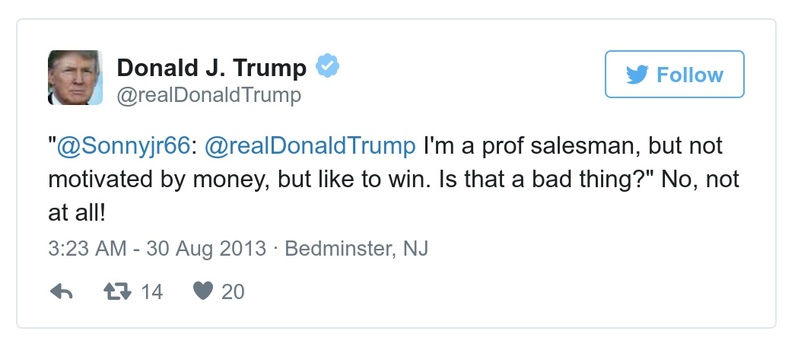 Donald J. Trump
@realDonaldTrump
Follow
"@Sonnyjr66: @realDonaldTrump I'm a prof salesman, but not
motivated by money, but like to win. Is that a bad thing?" No, not
at all!
3:23 AM - 30 Aug 2013 · Bedminster, NJ
14 20